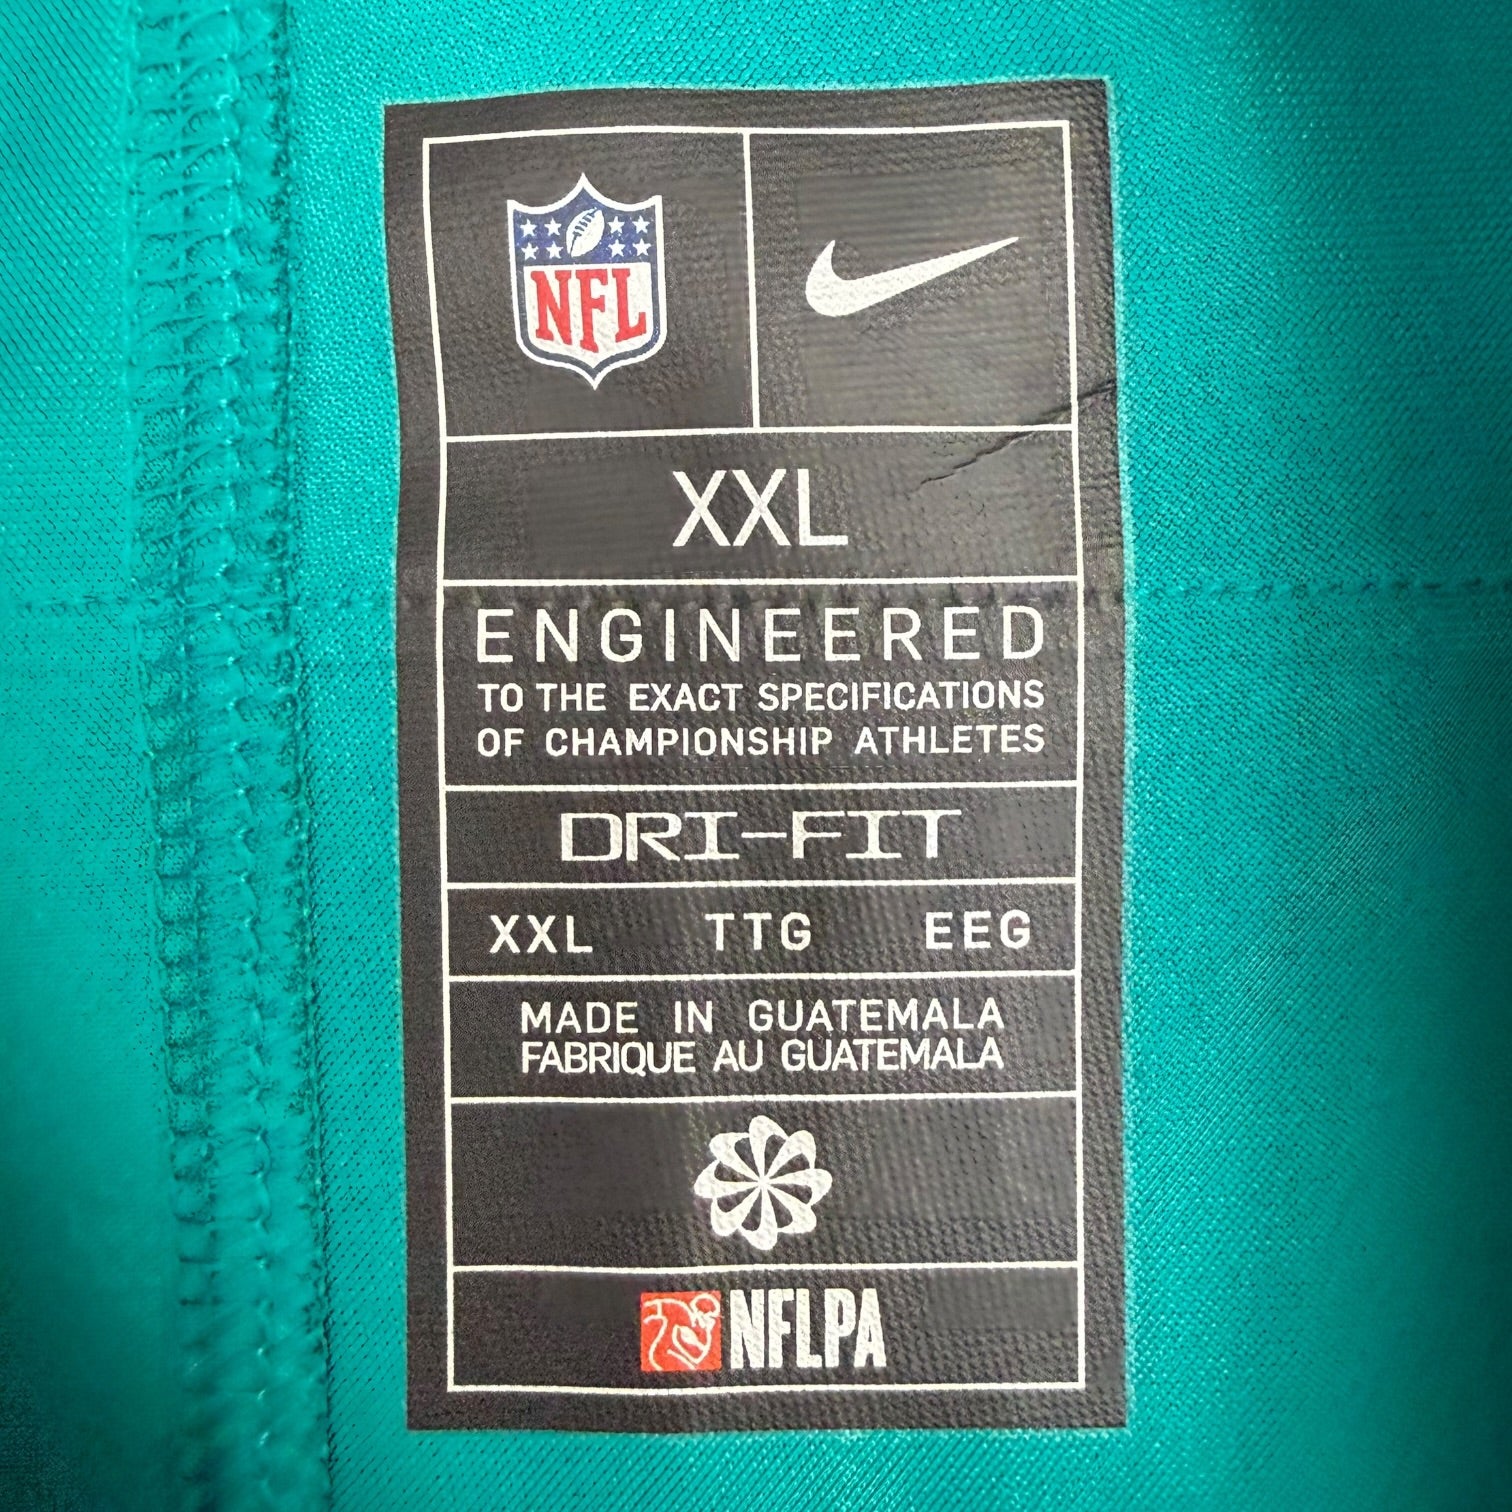 NFL
XXL
ENGINEERED
TO THE EXACT SPECIFICATIONS
OF CHAMPIONSHIP ATHLETES
DRI-FIT
XXL TTG EEG
MADE IN GUATEMALA
FABRIQUE AU GUATEMALA
NFLPA